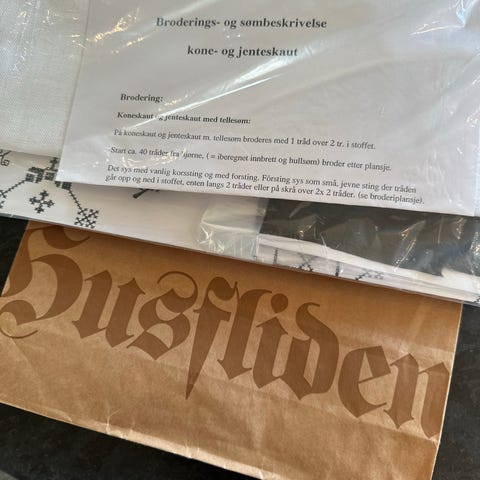 Broderings- og sømbeskrivelse
kone- og jenteskaut
Brodering:
Koneskaut og jenteskaut med tellesøm:
På koneskaut og jenteskaut m. tellesøm broderes med 1 tråd over 2 tr. i stoffet.
Start ca. 40 tråder fra hjørne, ( = iberegnet innbrett og hullsøm) broder etter plansje.
Det sys med vanlig korssting og med forsting. Försting sys som små, jevne sting der tråden
går opp og ned i stoffet, enten langs 2 tråder eller på skrå over 2x 2 tråder. (se broderiplansje).
Husfliden